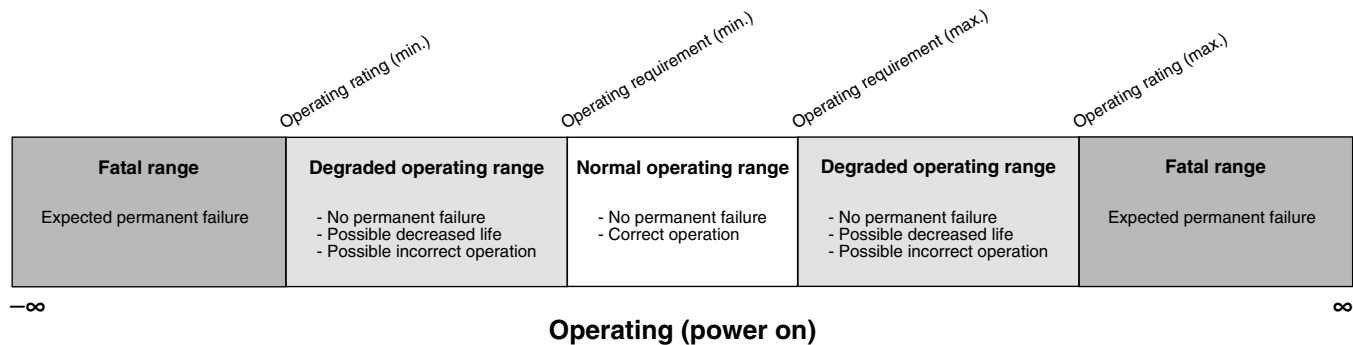 Operating rating (min.)
Operating requirement (min.)
Operating requirement (max.)
Operating rating (max.)
Fatal range
Expected permanent failure
Degraded operating range
- No permanent failure
- Possible decreased life
- Possible incorrect operation
Normal operating range
- No permanent failure
- Correct operation
Degraded operating range
- No permanent failure
- Possible decreased life
- Possible incorrect operation
Fatal range
Expected permanent failure
–∞
∞
Operating (power on)